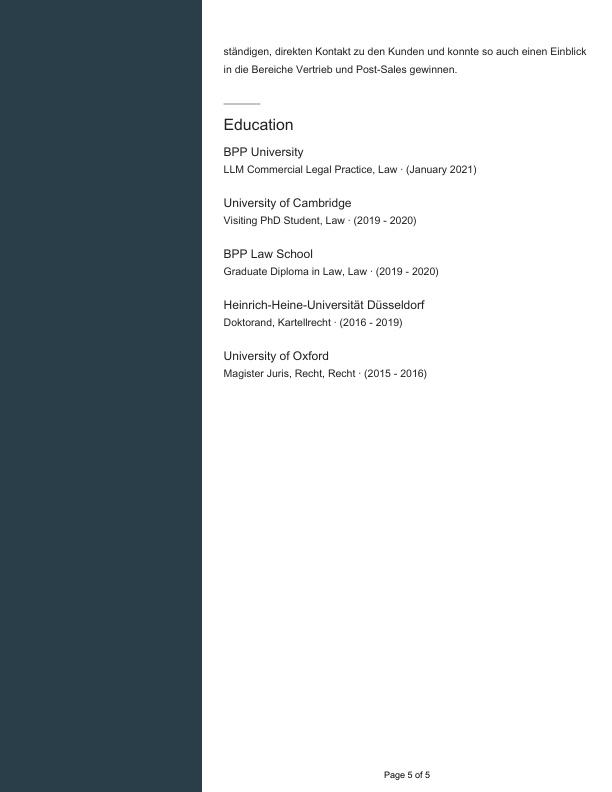 ständigen, direkten Kontakt zu den Kunden und konnte so auch einen Einblick
in die Bereiche Vertrieb und Post-Sales gewinnen.
Education
BPP University
LLM Commercial Legal Practice, Law · (January 2021)
University of Cambridge
Visiting PhD Student, Law · (2019 - 2020)
BPP Law School
Graduate Diploma in Law, Law · (2019 - 2020)
Heinrich-Heine-Universität Düsseldorf
Doktorand, Kartellrecht · (2016 - 2019)
University of Oxford
Magister Juris, Recht, Recht · (2015 - 2016)
Page 5 of 5